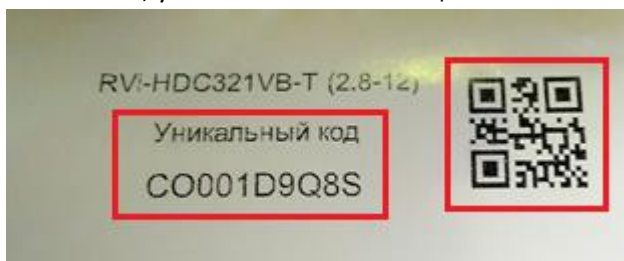 RVi-HDC321VB-T (2.8-12)
Уникальный код
CO001D9Q8S